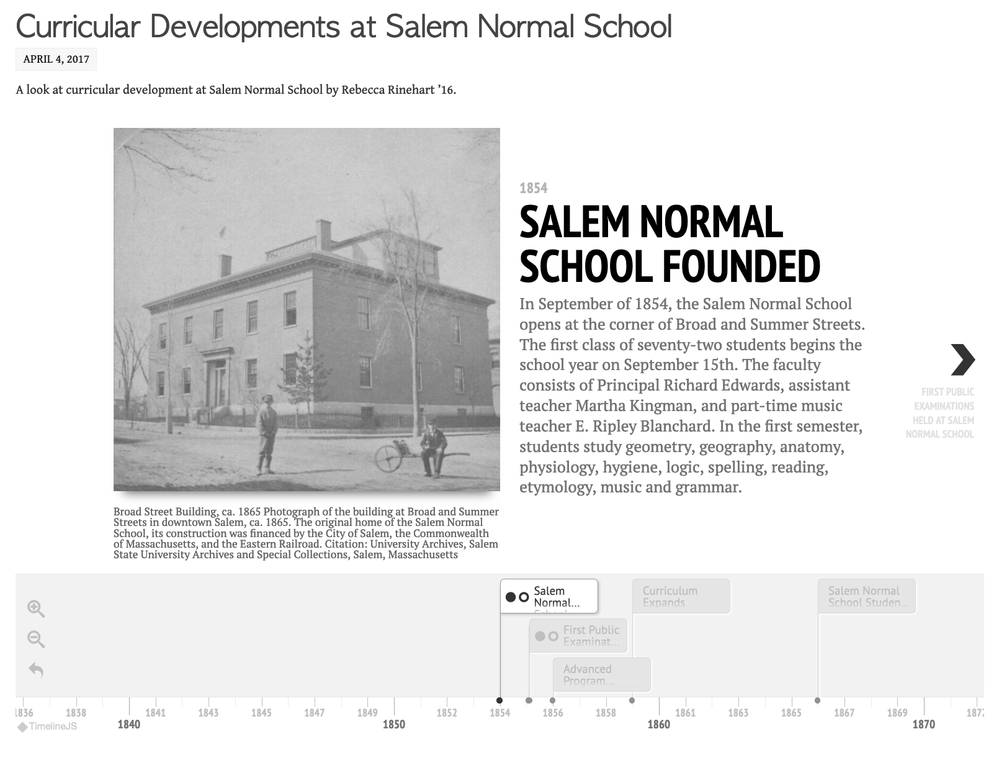 Curricular Developments at Salem Normal School
APRIL 4, 2017
A look at curricular development at Salem Normal School by Rebecca Rinehart ’16.
1854
SALEM NORMAL
SCHOOL FOUNDED
In September of 1854, the Salem Normal School
opens at the corner of Broad and Summer Streets.
The first class of seventy-two students begins the
school year on September 15th. The faculty
consists of Principal Richard Edwards, assistant
teacher Martha Kingman, and part-time music
teacher E. Ripley Blanchard. In the first semester,
students study geometry, geography, anatomy,
physiology, hygiene, logic, spelling, reading,
etymology, music and grammar.
FIRST PUBLIC
EXAMINATIONS
HELD AT SALEM
NORMAL SCHOOL
Broad Street Building, ca. 1865 Photograph of the building at Broad and Summer
Streets in downtown Salem, ca. 1865. The original home of the Salem Normal
School, its construction was financed by the City of Salem, the Commonwealth
of Massachusetts, and the Eastern Railroad. Citation: University Archives, Salem
State University Archives and Special Collections, Salem, Massachusetts
Salem
Normal...
School
Curriculum
Expands
Salem Normal
School Studen...
First Public
Examinat...
Advanced
Program...
1836 1838 1841 1843 1845 1847 1849 1852 1854 1856 1858 1861 1863 1865 1867 1869 1872
1840 1850 1860 1870
TimelineJS